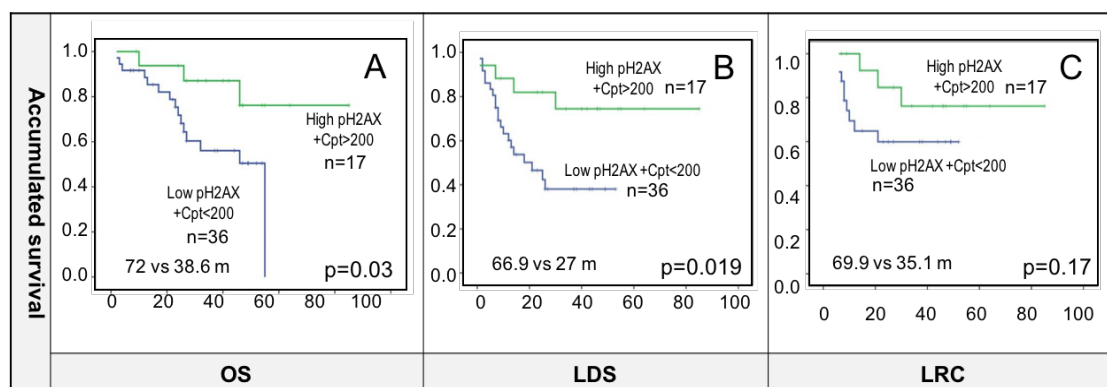 Accumulated survival
1.0
0.8
0.6
0.4
0.2
0.0
A
High pH2AX
+Cpt>200
n=17
Low pH2AX
+Cpt<200
n=36
72 vs 38.6 m
p=0.03
0 20 40 60 80 100
OS
1.0
0.8
0.6
0.4
0.2
0.0
B
High pH2AX
+Cpt>200 n=17
Low pH2AX +Cpt<200
n=36
66.9 vs 27 m
p=0.019
0 20 40 60 80 100
LDS
1.0
0.8
0.6
0.4
0.2
0.0
C
High pH2AX
+Cpt>200 n=17
Low pH2AX +Cpt<200
n=36
69.9 vs 35.1 m
p=0.17
0 20 40 60 80 100
LRC